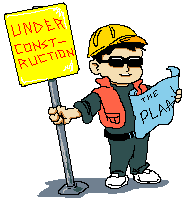 UNDER
CONST-
RUCTION
THE
PLAN